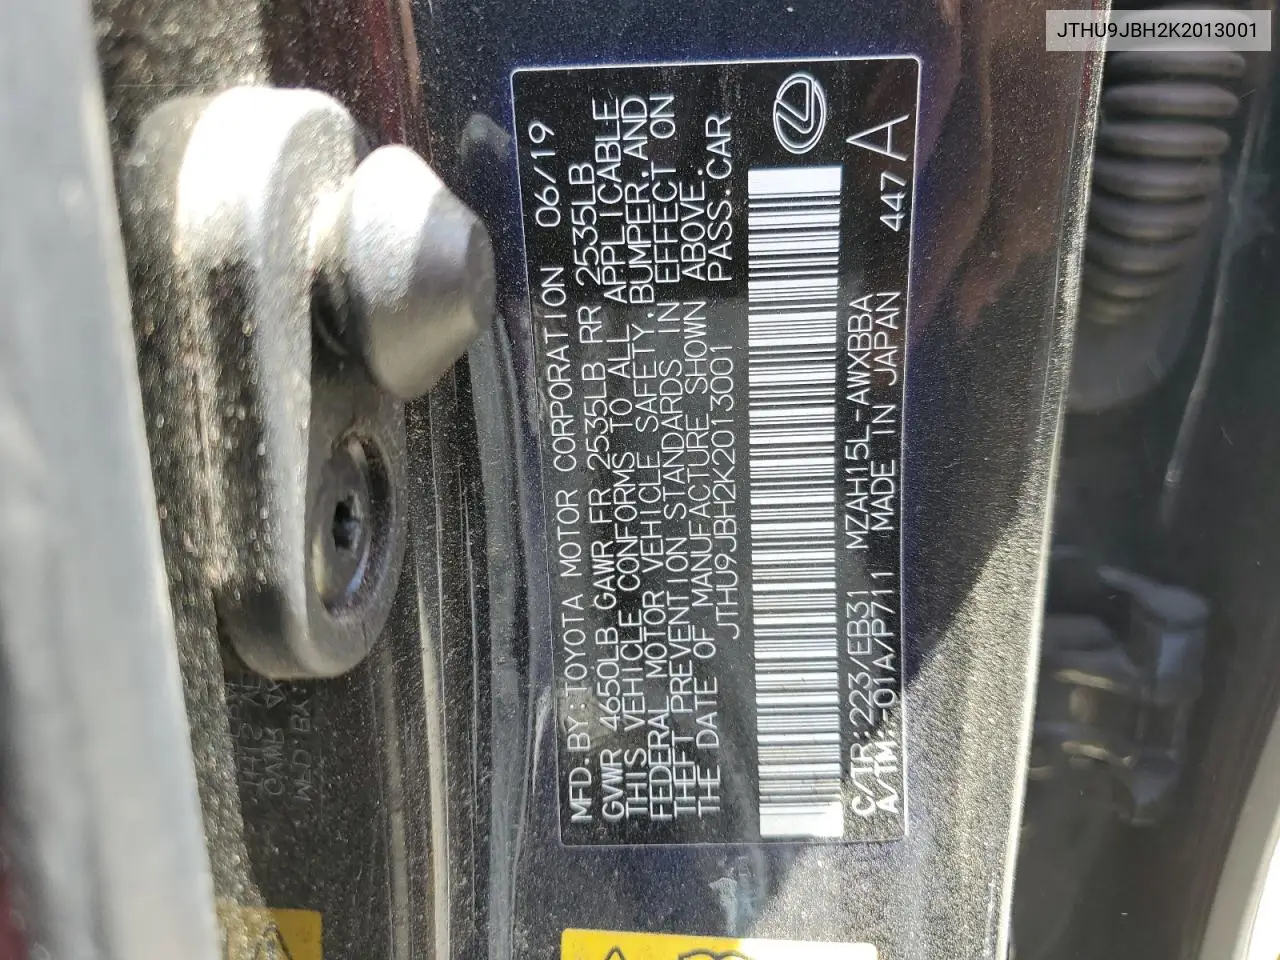 JTHU9JBH2K2013001
MFD.BY:TOYOTA MOTOR CORPORATION 06/19
GVWR 4650LB GAWR FR 2535LB RR 2535LB
THIS VEHICLE CONFORMS TO ALL APPLICABLE
FEDERAL MOTOR VEHICLE SAFETY,BUMPER,AND
THEFT PREVENTION STANDARDS IN EFFECT ON
THE DATE OF MANUFACTURE SHOWN ABOVE.
JTHU9JBH2K2013001 PASS.CAR
C/TR:223/EB31 MZAH15L-AWXBBA 447
A/TM:-01A/P711 MADE IN JAPAN A